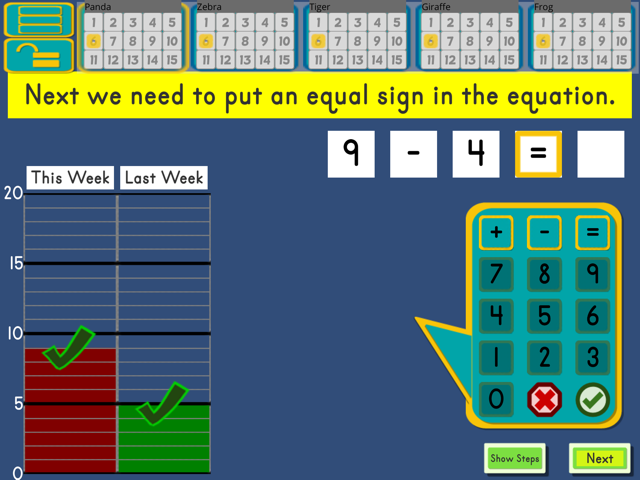 Panda Zebra Tiger Giraffe Frog
1 2 3 4 5 1 2 3 4 5 1 2 3 4 5 1 2 3 4 5 1 2 3 4 5
7 8 9 10 7 8 9 10 7 8 9 10 7 8 9 10 7 8 9 10
11 12 13 14 15 11 12 13 14 15 11 12 13 14 15 11 12 13 14 15 11 12 13 14 15
Next we need to put an equal sign in the equation.
9 - 4 =
This Week Last Week
20
15
10
5
0
+ - =
7 8 9
4 5 6
1 2 3
0
Show Steps Next